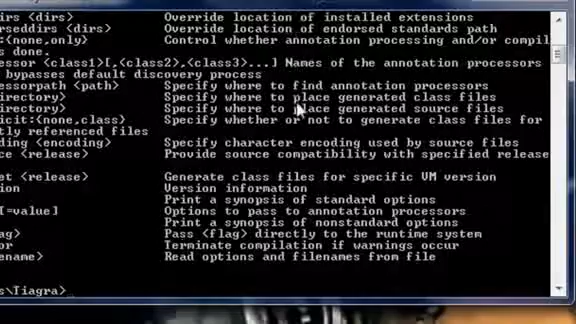 irs <dirs> Override location of installed extensions
rseddirs <dirs> Override location of endorsed standards path
:{none,only} Control whether annotation processing and/or compil
s done.
essor <class1>[,<class2>,<class3>...] Names of the annotation processors
bypasses default discovery process
essorpath <path> Specify where to find annotation processors
irectory> Specify where to place generated class files
irectory> Specify where to place generated source files
icit:{none,class} Specify whether or not to generate class files for
tly referenced files
ding <encoding> Specify character encoding used by source files
ce <release> Provide source compatibility with specified release
et <release> Generate class files for specific VM version
ion Version information
Print a synopsis of standard options
[=value] Options to pass to annotation processors
Print a synopsis of nonstandard options
ag> Pass <flag> directly to the runtime system
or Terminate compilation if warnings occur
ename> Read options and filenames from file
s\Tiagra>